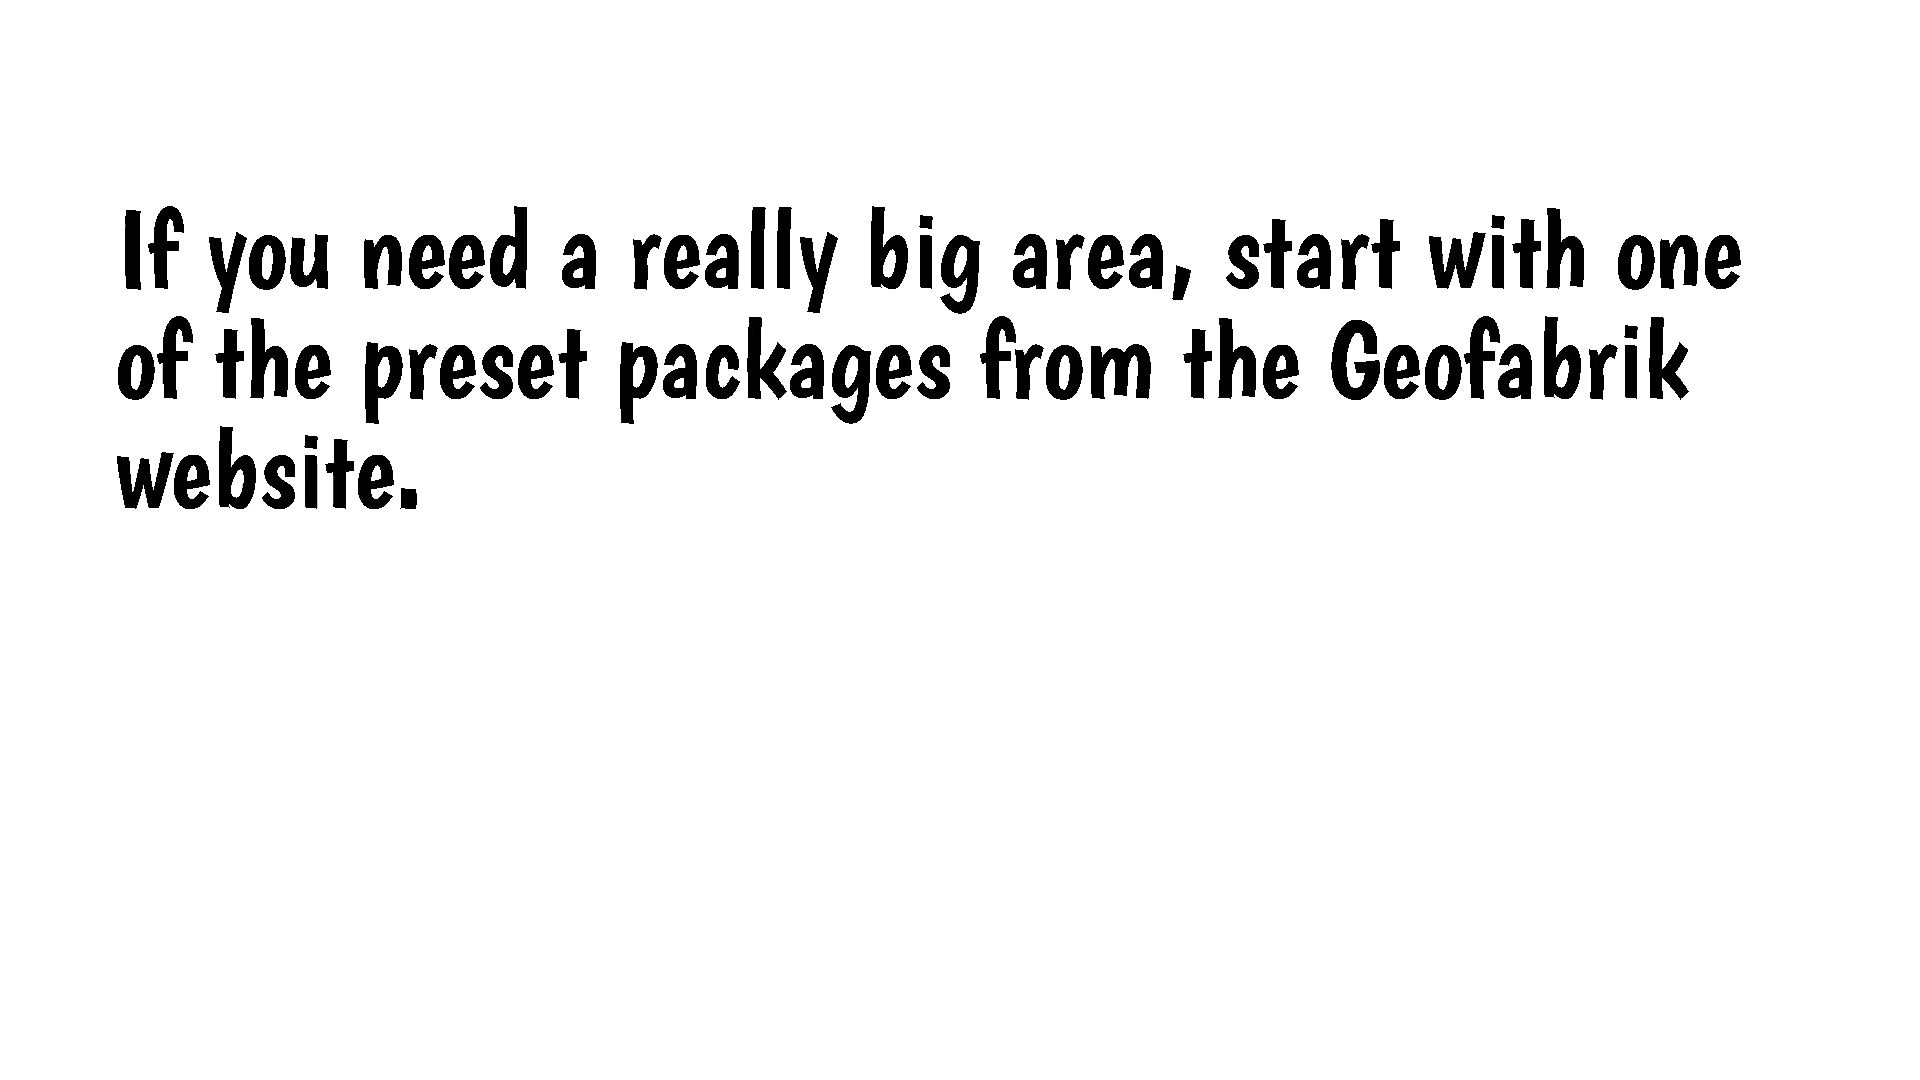 If you need a really big area, start with one
of the preset packages from the Geofabrik
website.